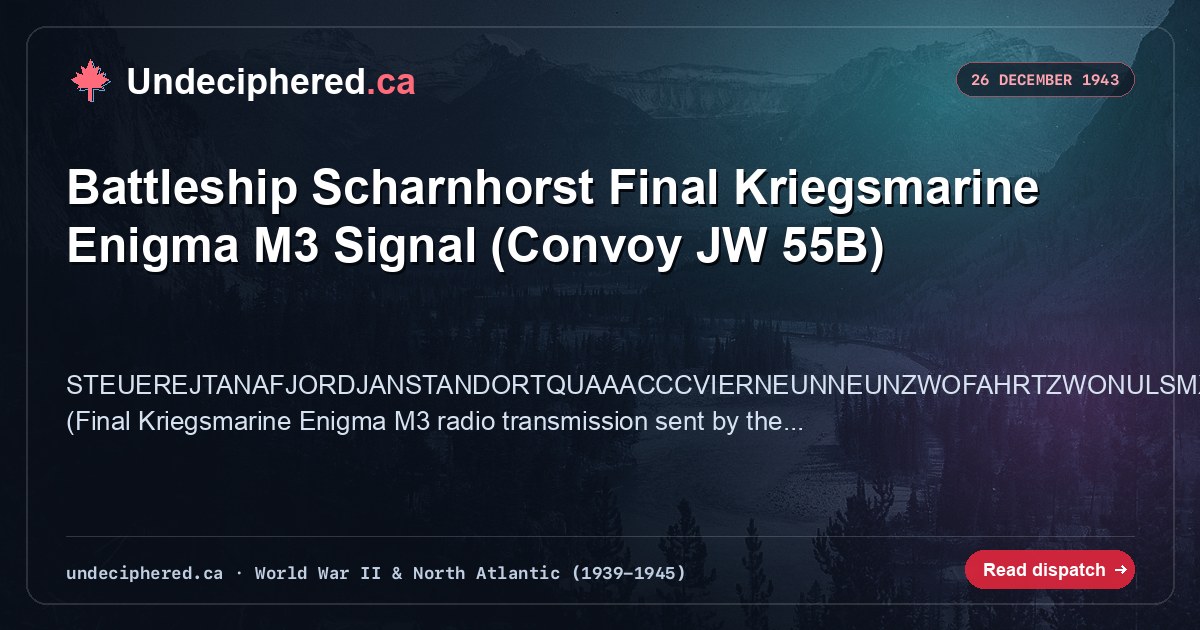 Undeciphered.ca
26 DECEMBER 1943
Battleship Scharnhorst Final Kriegsmarine
Enigma M3 Signal (Convoy JW 55B)
STEUEREJTANAFJORDJANSTANDORTQUAAACCCVIERNEUNNEUNZWOFAHRTZWONULSM
(Final Kriegsmarine Enigma M3 radio transmission sent by the...
undeciphered.ca · World War II & North Atlantic (1939–1945)
Read dispatch →